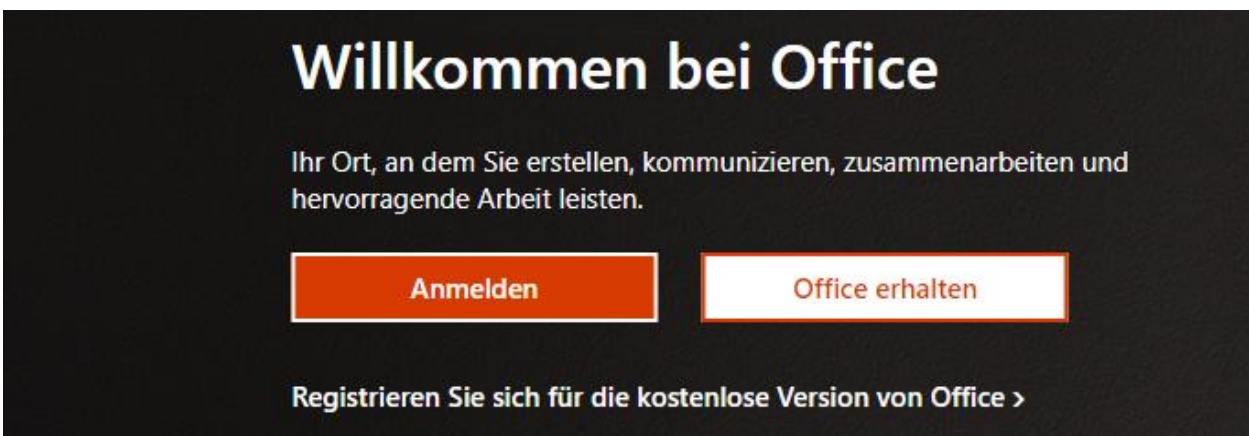 Willkommen bei Office
Ihr Ort, an dem Sie erstellen, kommunizieren, zusammenarbeiten und
hervorragende Arbeit leisten.
Anmelden
Office erhalten
Registrieren Sie sich für die kostenlose Version von Office >